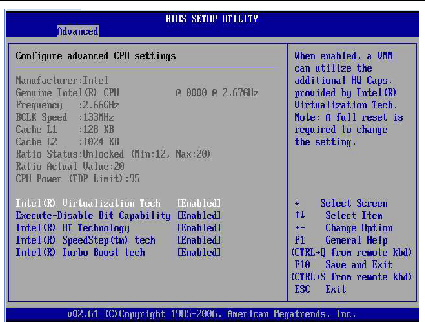 BIOS SETUP UTILITY
Advanced
Configure advanced CPU settings
Manufacturer:Intel
Genuine Intel(R) CPU @ 0000 @ 2.67GHz
Frequency :2.66GHz
BCLK Speed :133MHz
Cache L1 :128 KB
Cache L2 :1024 KB
Ratio Status:Unlocked (Min:12, Max:20)
Ratio Actual Value:20
CPU Power (TDP Limit):95
Intel(R) Virtualization Tech [Enabled]
Execute-Disable Bit Capability [Enabled]
Intel(R) HT Technology [Enabled]
Intel(R) SpeedStep(tm) tech [Enabled]
Intel(R) Turbo Boost tech [Enabled]
When enabled, a VMM
can utilize the
additional HW Caps.
provided by Intel(R)
Virtualization Tech.
Note: A full reset is
required to change
the setting.
Select Screen
↑↓ Select Item
+- Change Option
F1 General Help
(CTRL+Q from remote kbd)
F10 Save and Exit
(CTRL+S from remote kbd)
ESC Exit
v02.61 (C)Copyright 1985-2006, American Megatrends, Inc.